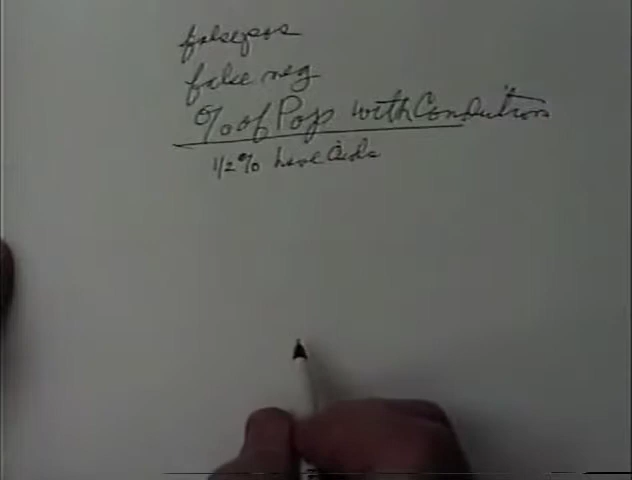 false pos
false neg
% of Pop with Condition
1/2% have Aids